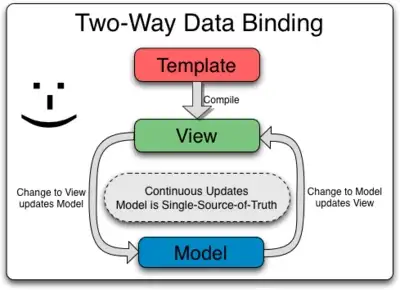 Two-Way Data Binding
Template
Compile
View
Change to View
updates Model
Continuous Updates
Model is Single-Source-of-Truth
Change to Model
updates View
Model